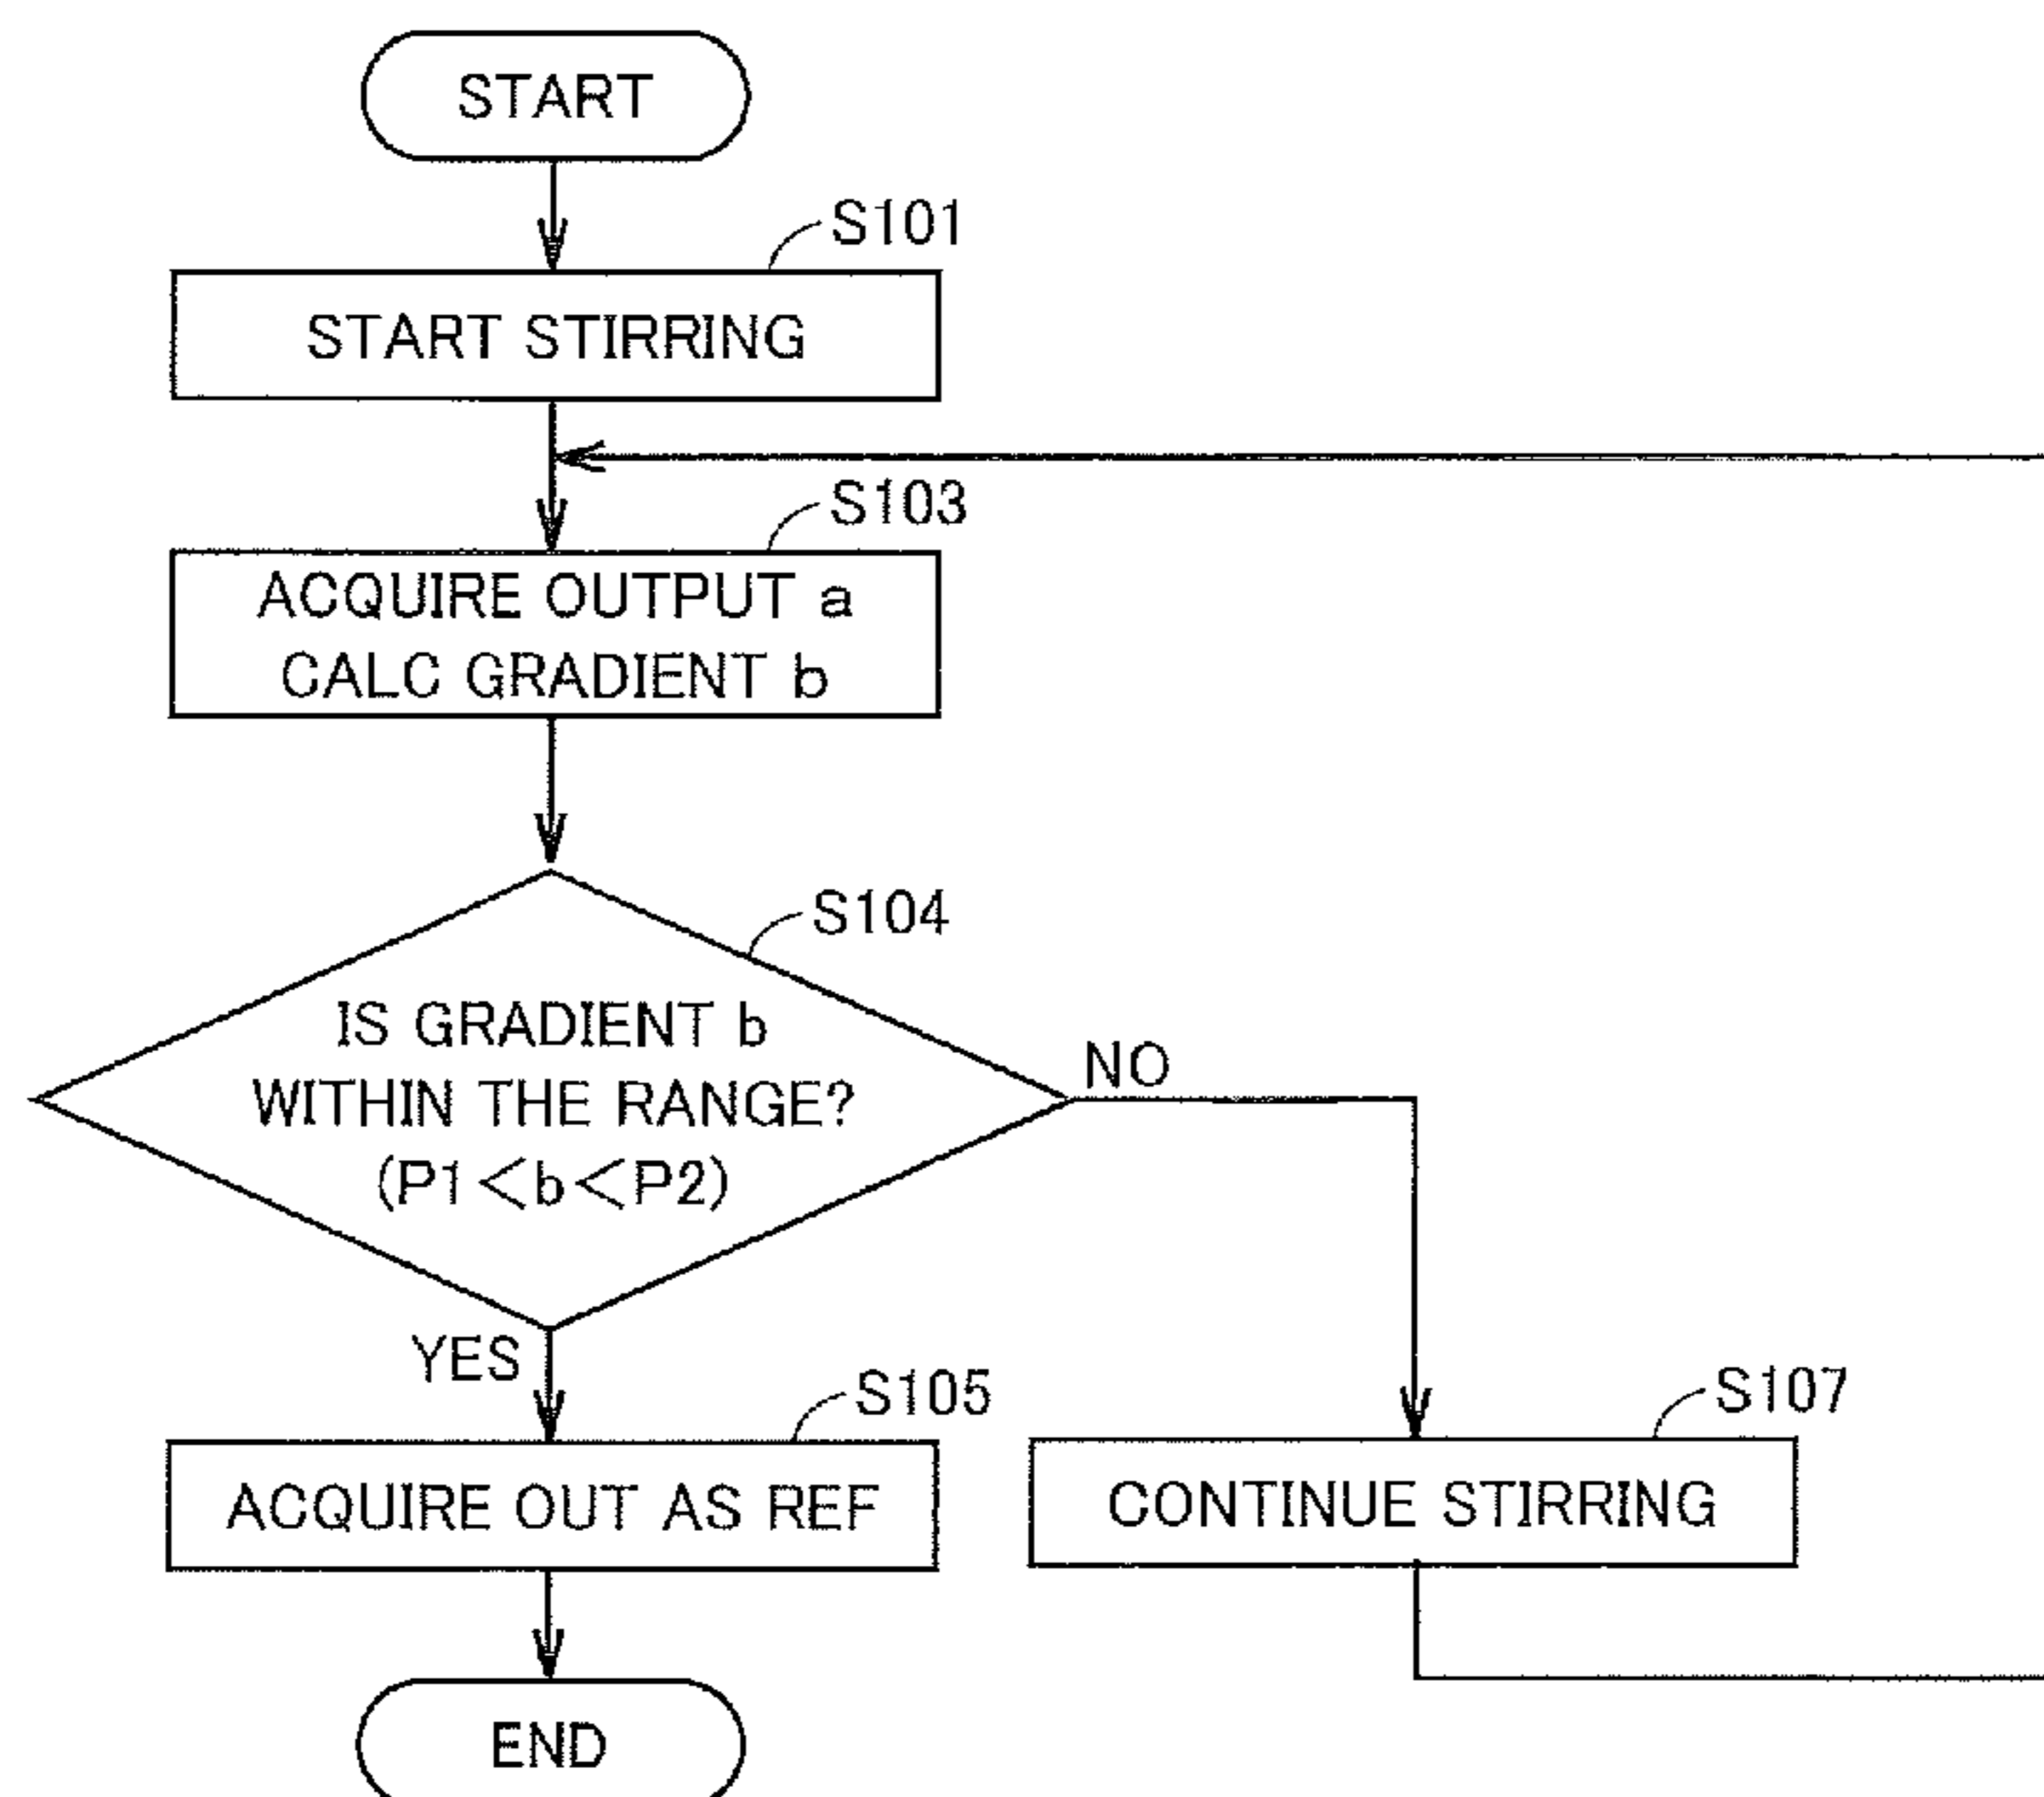 START
S101
START STIRRING
S103
ACQUIRE OUTPUT a
CALC GRADIENT b
S104
IS GRADIENT b
WITHIN THE RANGE?
(P1<b<P2)
NO
YES
S105
ACQUIRE OUT AS REF
S107
CONTINUE STIRRING
END